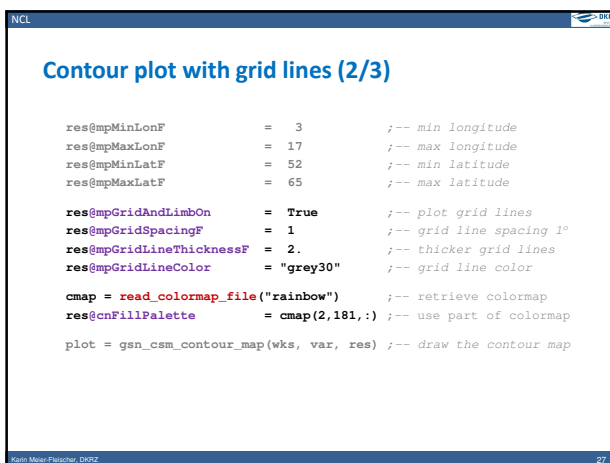 NCL
DKRZ
Contour plot with grid lines (2/3)
res@mpMinLonF = 3 ;-- min longitude
res@mpMaxLonF = 17 ;-- max longitude
res@mpMinLatF = 52 ;-- min latitude
res@mpMaxLatF = 65 ;-- max latitude
res@mpGridAndLimbOn = True ;-- plot grid lines
res@mpGridSpacingF = 1 ;-- grid line spacing 1°
res@mpGridLineThicknessF = 2. ;-- thicker grid lines
res@mpGridLineColor = "grey30" ;-- grid line color
cmap = read_colormap_file("rainbow") ;-- retrieve colormap
res@cnFillPalette = cmap(2,181,:) ;-- use part of colormap
plot = gsn_csm_contour_map(wks, var, res) ;-- draw the contour map
Karin Meier-Fleischer, DKRZ
27